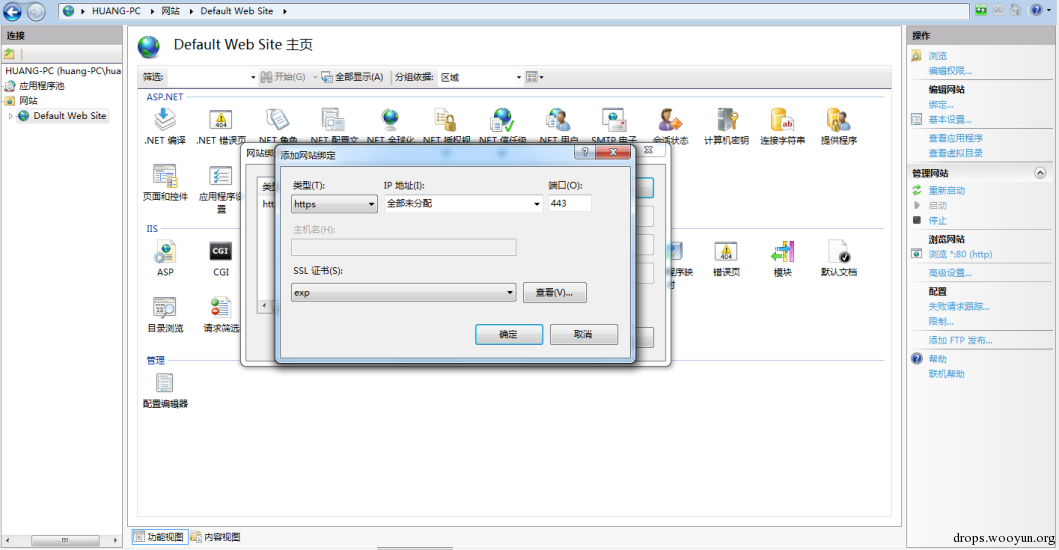 HUANG-PC ▸ 网站 ▸ Default Web Site ▸
连接
HUANG-PC (huang-PC\hua
应用程序池
网站
Default Web Site
Default Web Site 主页
筛选: 开始(G) 全部显示(A) 分组依据: 区域
ASP.NET
.NET 编译 .NET 错误页 .NET 角色 .NET 配置文 .NET 全球化 .NET 授权规 .NET 信任级 .NET 用户 SMTP 电子 会话状态 计算机密钥 连接字符串 提供程序
页面和控件 应用程序设置
IIS
ASP CGI 程序映射 错误页 模块 默认文档
目录浏览 请求筛选
管理
配置编辑器
网站绑
类型
htt
添加网站绑定
类型(T): IP 地址(I): 端口(O):
https 全部未分配 443
主机名(H):
SSL 证书(S):
exp 查看(V)...
确定 取消
功能视图 内容视图
操作
浏览
编辑权限...
编辑网站
绑定...
基本设置...
查看应用程序
查看虚拟目录
管理网站
重新启动
启动
停止
浏览网站
浏览 *:80 (http)
高级设置...
配置
失败请求跟踪...
限制...
添加 FTP 发布...
帮助
联机帮助
drops.wooyun.org